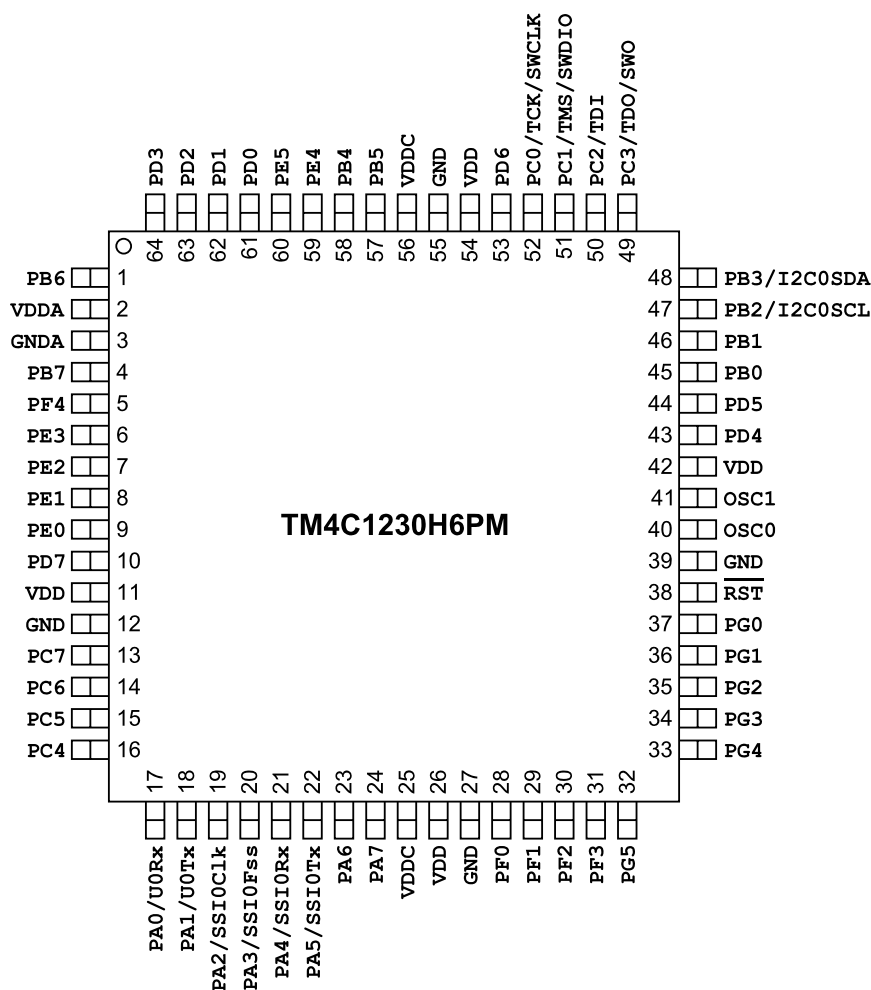 PD3
PD2
PD1
PD0
PE5
PE4
PB4
PB5
VDDC
GND
VDD
PD6
PC0/TCK/SWCLK
PC1/TMS/SWDIO
PC2/TDI
PC3/TDO/SWO
64
63
62
61
60
59
58
57
56
55
54
53
52
51
50
49
PB6 1
VDDA 2
GNDA 3
PB7 4
PF4 5
PE3 6
PE2 7
PE1 8
PE0 9
PD7 10
VDD 11
GND 12
PC7 13
PC6 14
PC5 15
PC4 16
TM4C1230H6PM
48 PB3/I2C0SDA
47 PB2/I2C0SCL
46 PB1
45 PB0
44 PD5
43 PD4
42 VDD
41 OSC1
40 OSC0
39 GND
38 RST
37 PG0
36 PG1
35 PG2
34 PG3
33 PG4
17
18
19
20
21
22
23
24
25
26
27
28
29
30
31
32
PA0/U0Rx
PA1/U0Tx
PA2/SSI0Clk
PA3/SSI0Fss
PA4/SSI0Rx
PA5/SSI0Tx
PA6
PA7
VDDC
VDD
GND
PF0
PF1
PF2
PF3
PG5